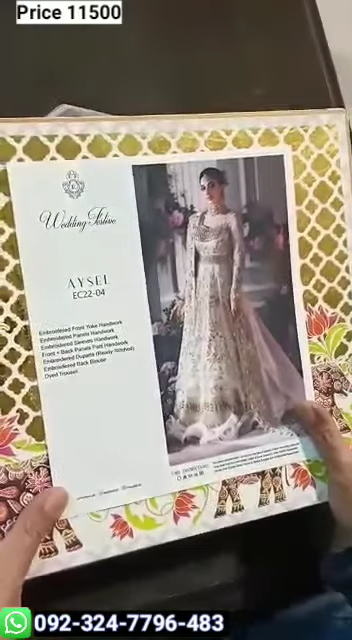 Price 11500
Wedding Festive
AYSEL
EC22-04
Embroidered Front Yoke Handwork
Embroidered Panels Handwork
Embroidered Sleeves Handwork
Front + Back Panels Patti Handwork
Embroidered Dupatta (Ready Stitched)
Embroidered Back Blouse
Dyed Trouser
092-324-7796-483